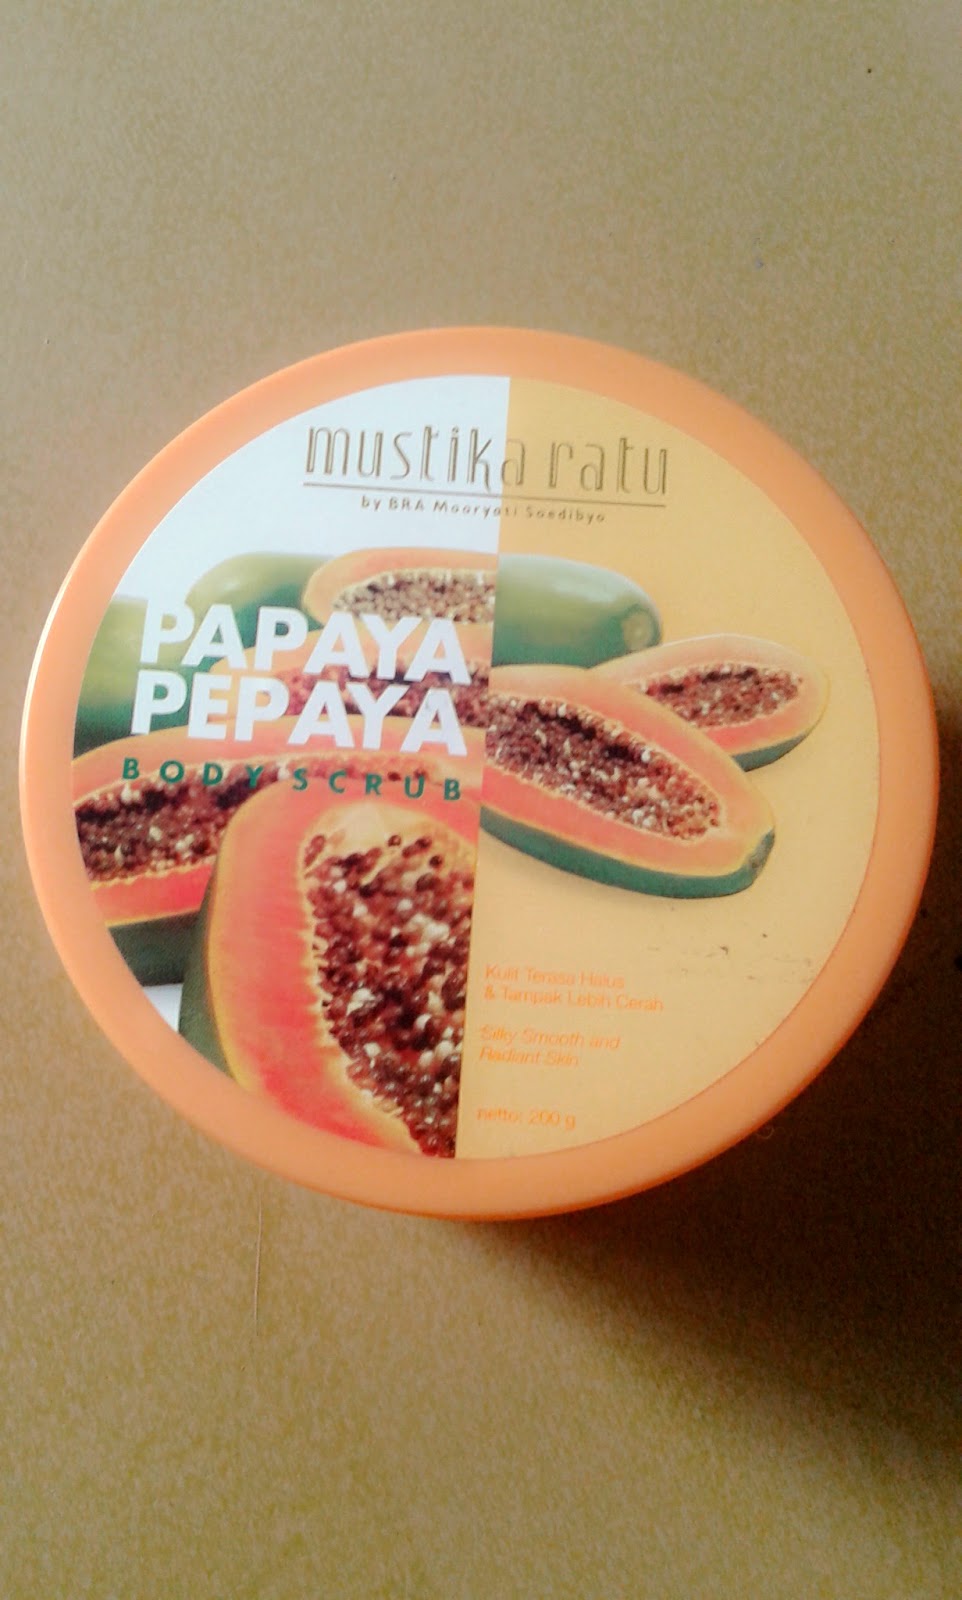 mustika ratu
by BRA Mooryati Soedibyo
PAPAYA
PEPAYA
BODY SCRUB
Kulit Terasa Halus
& Tampak Lebih Cerah
Silky Smooth and
Radiant Skin
netto: 200 g